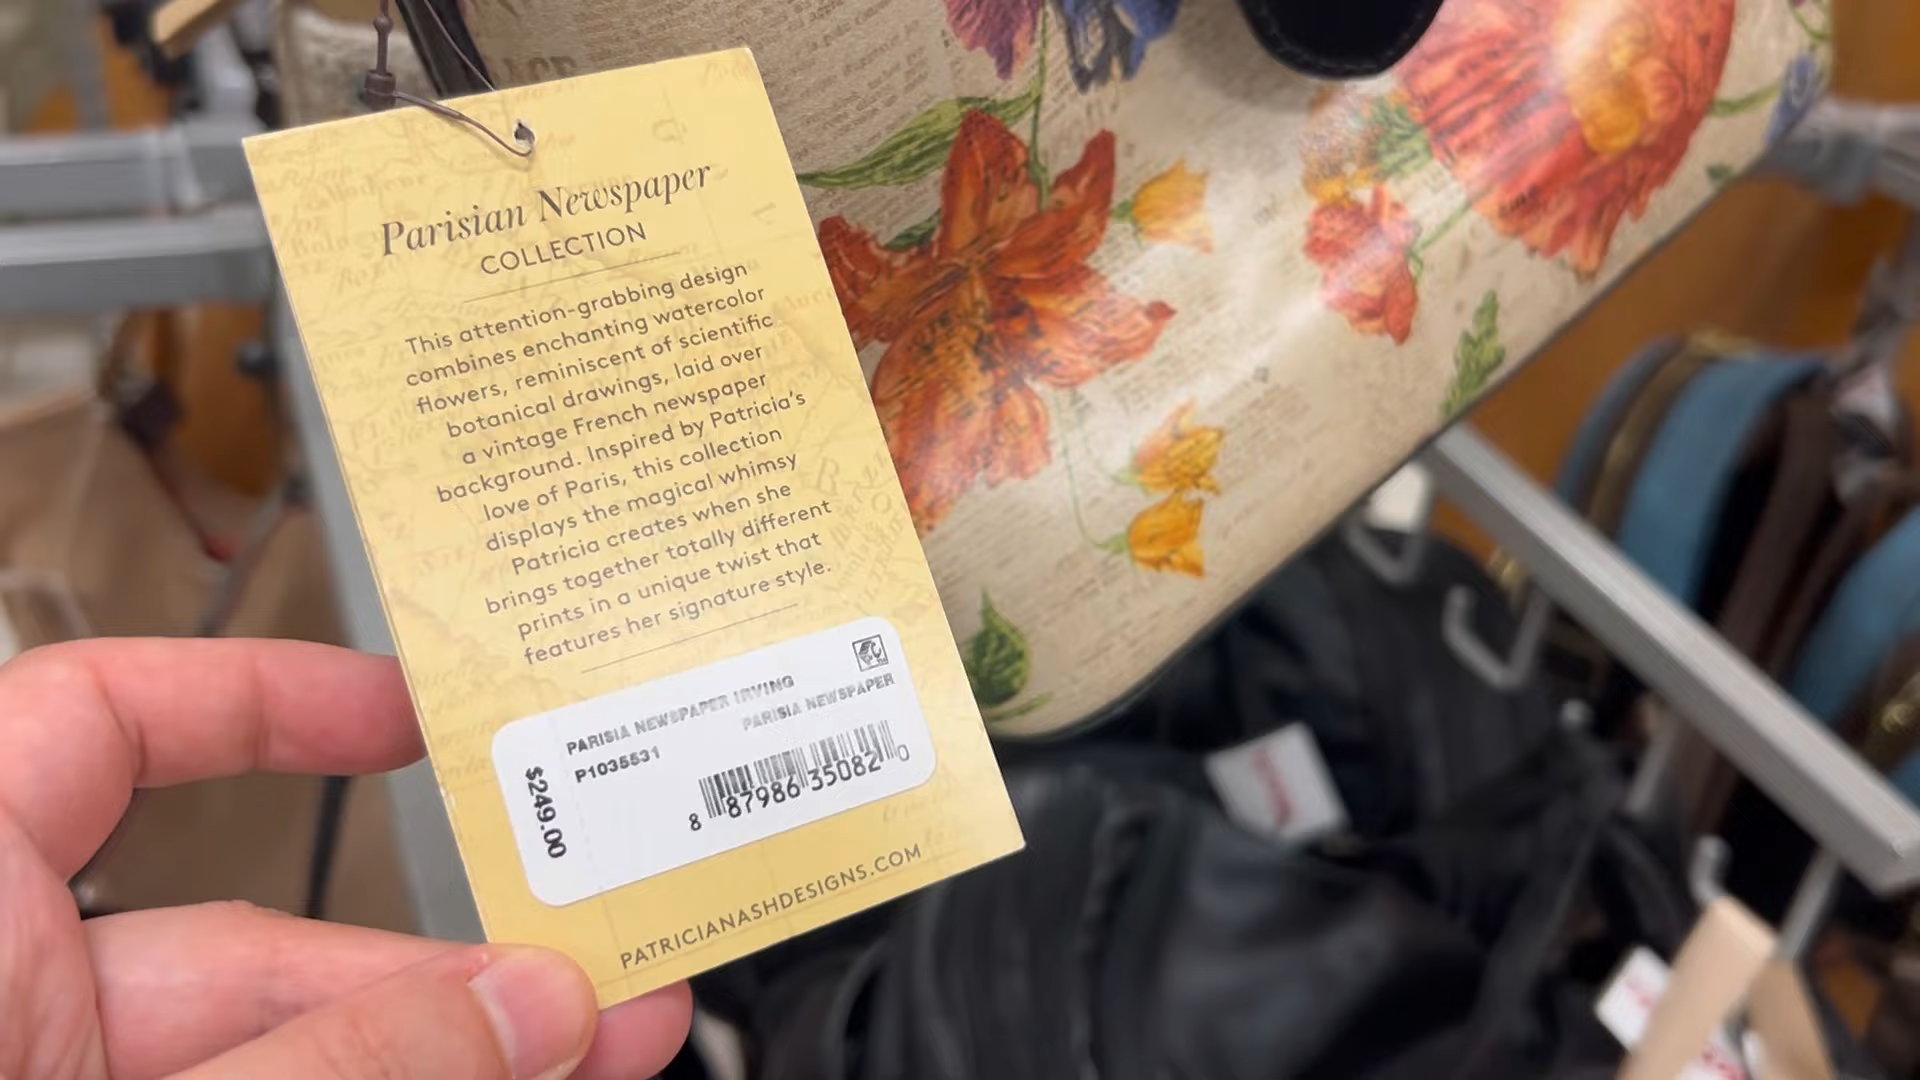 Parisian Newspaper
COLLECTION
This attention-grabbing design
combines enchanting watercolor
flowers, reminiscent of scientific
botanical drawings, laid over
a vintage French newspaper
background. Inspired by Patricia's
love of Paris, this collection
displays the magical whimsy
Patricia creates when she
brings together totally different
prints in a unique twist that
features her signature style.
PARISIA NEWSPAPER IRVING
PARISIA NEWSPAPER
P1035531
$249.00
8 87986 35082 0
PATRICIANASHDESIGNS.COM